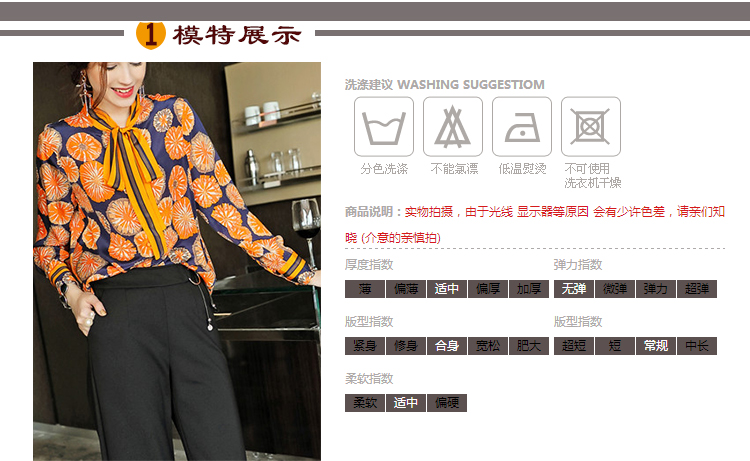 1 模特展示
洗涤建议 WASHING SUGGESTIOM
分色洗涤 不能氯漂 低温熨烫 不可使用
洗衣机干燥
商品说明：实物拍摄，由于光线 显示器等原因 会有少许色差，请亲们知
晓 (介意的亲慎拍)
厚度指数 弹力指数
薄 偏薄 适中 偏厚 加厚 无弹 微弹 弹力 超弹
版型指数 版型指数
紧身 修身 合身 宽松 肥大 超短 短 常规 中长
柔软指数
柔软 适中 偏硬